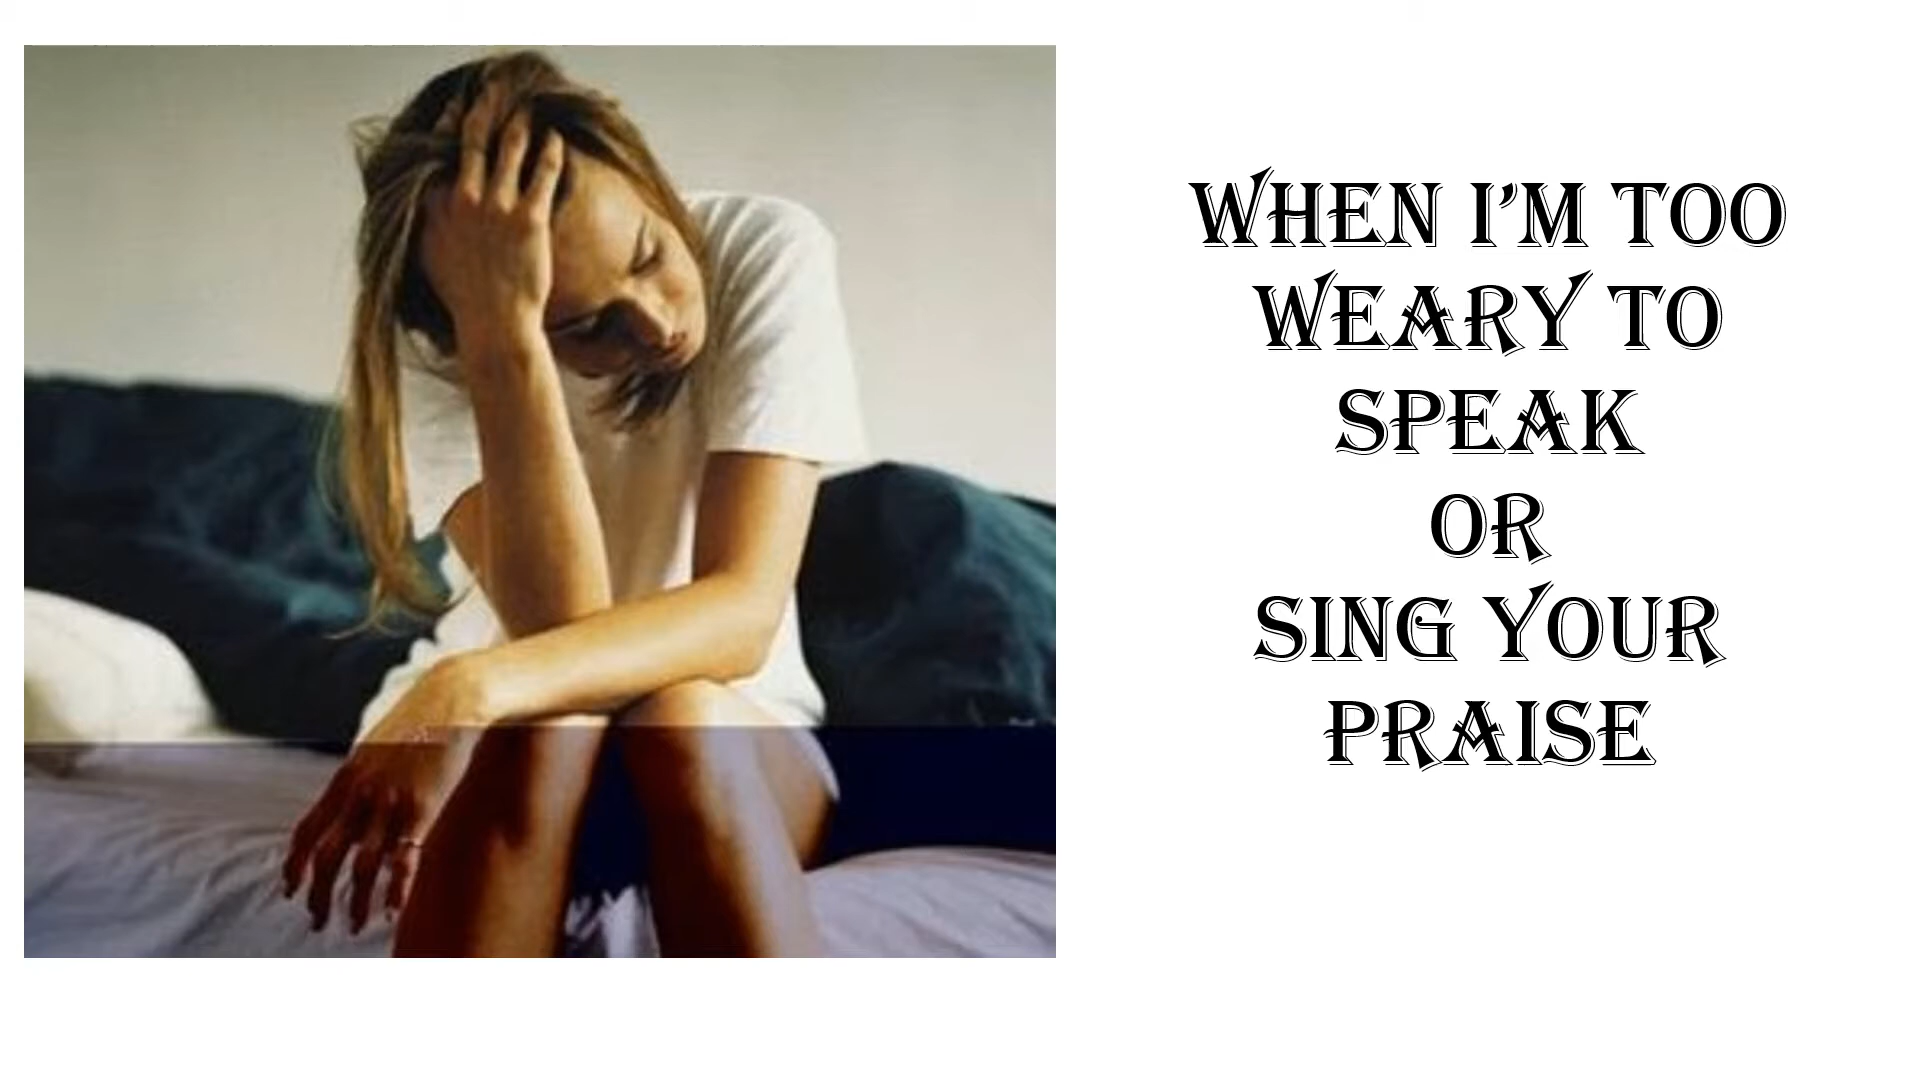 WHEN I'M TOO
WEARY TO
SPEAK
OR
SING YOUR
PRAISE